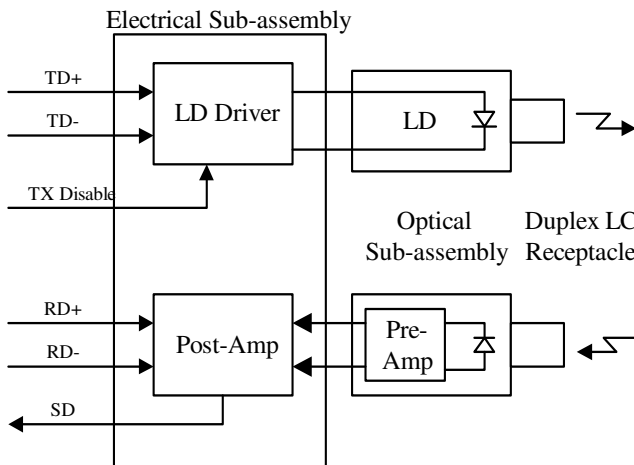 Electrical Sub-assembly
TD+
LD Driver
LD
TD-
TX Disable
Optical
Sub-assembly
Duplex LC
Receptacle
RD+
Post-Amp
Pre-
Amp
RD-
SD